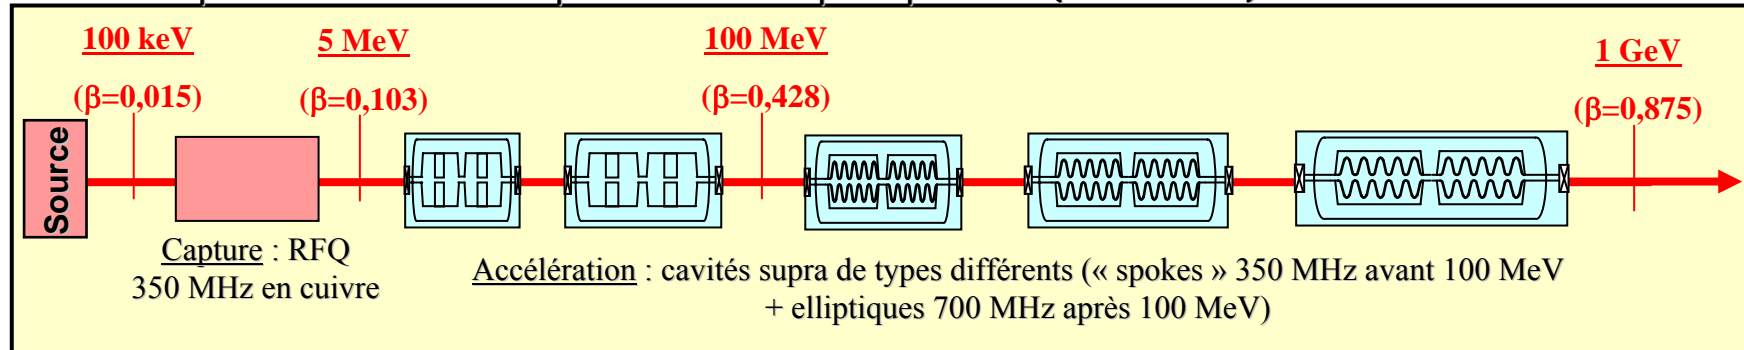 100 keV
5 MeV
100 MeV
1 GeV
(β=0,015)
(β=0,103)
(β=0,428)
(β=0,875)
Source
Capture : RFQ
350 MHz en cuivre
Accélération : cavités supra de types différents (« spokes » 350 MHz avant 100 MeV
+ elliptiques 700 MHz après 100 MeV)